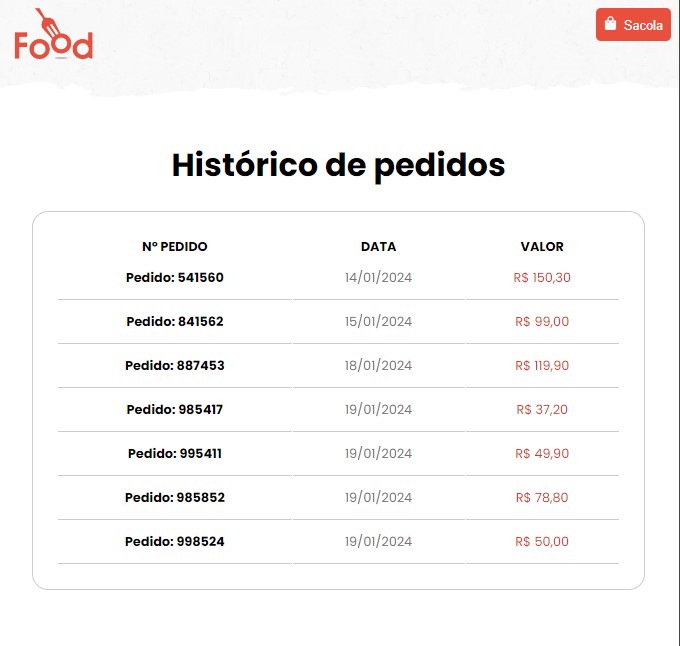 Food
Sacola
Histórico de pedidos
Nº PEDIDO DATA VALOR
Pedido: 541560 14/01/2024 R$ 150,30
Pedido: 841562 15/01/2024 R$ 99,00
Pedido: 887453 18/01/2024 R$ 119,90
Pedido: 985417 19/01/2024 R$ 37,20
Pedido: 995411 19/01/2024 R$ 49,90
Pedido: 985852 19/01/2024 R$ 78,80
Pedido: 998524 19/01/2024 R$ 50,00